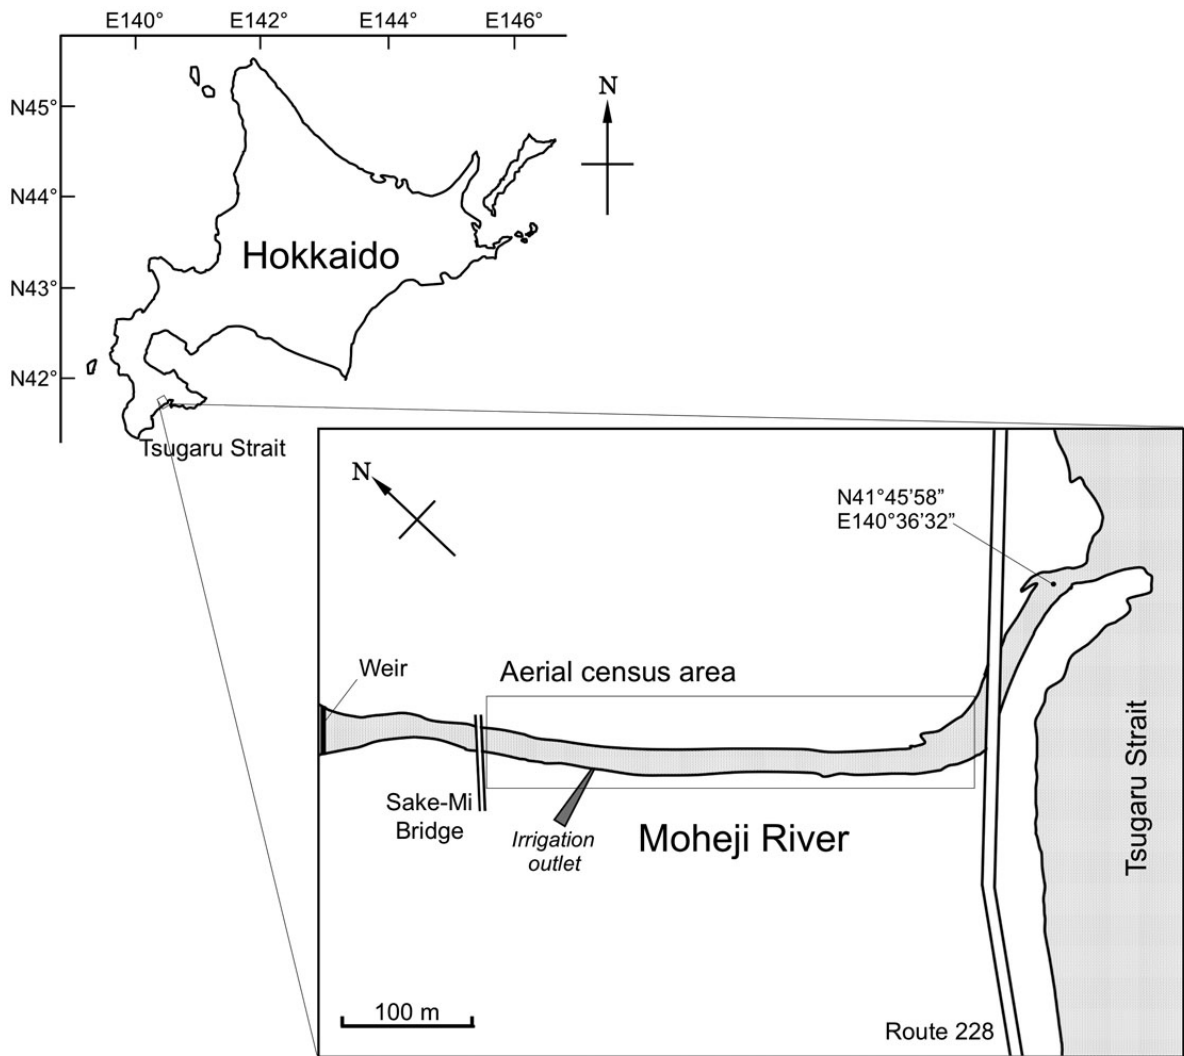 E140° E142° E144° E146°
N
N45°
N44°
Hokkaido
N43°
N42°
Tsugaru Strait
N
N41°45’58”
E140°36’32”
Weir
Aerial census area
Tsugaru Strait
Sake-Mi
Bridge
Irrigation
outlet
Moheji River
100 m
Route 228